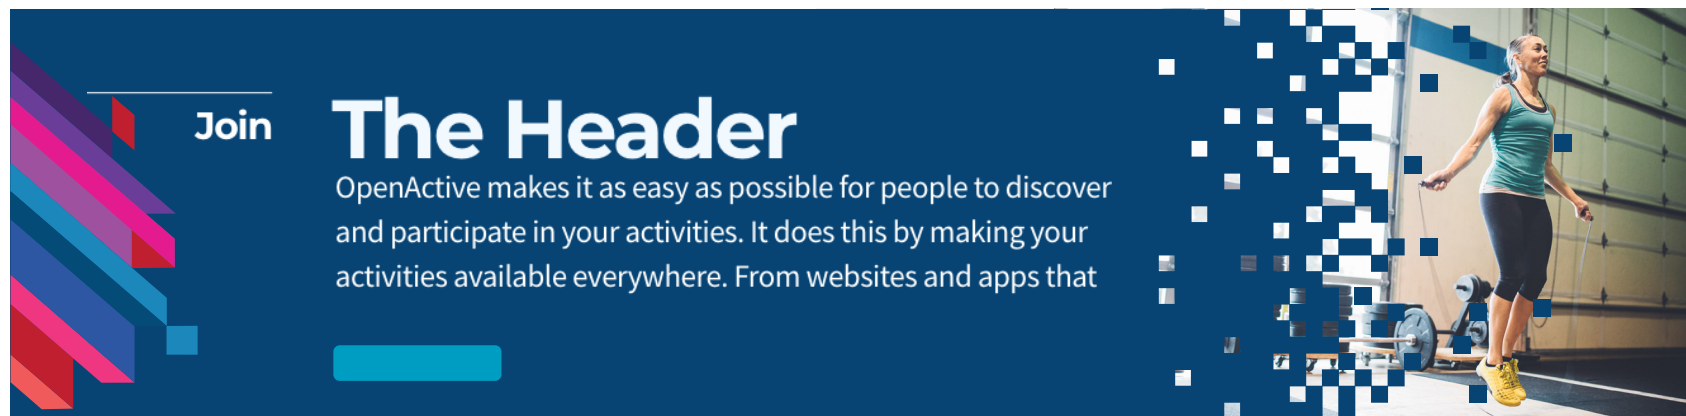 Join
The Header
OpenActive makes it as easy as possible for people to discover
and participate in your activities. It does this by making your
activities available everywhere. From websites and apps that